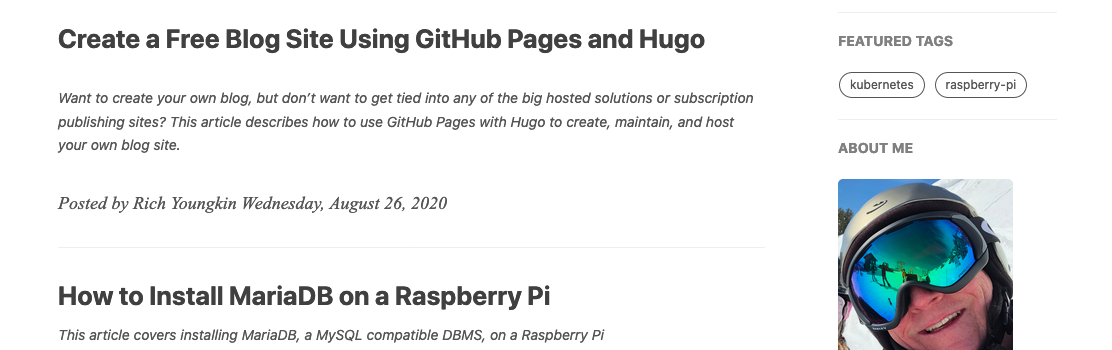 Create a Free Blog Site Using GitHub Pages and Hugo
Want to create your own blog, but don’t want to get tied into any of the big hosted solutions or subscription
publishing sites? This article describes how to use GitHub Pages with Hugo to create, maintain, and host
your own blog site.
Posted by Rich Youngkin Wednesday, August 26, 2020
How to Install MariaDB on a Raspberry Pi
This article covers installing MariaDB, a MySQL compatible DBMS, on a Raspberry Pi
FEATURED TAGS
kubernetes raspberry-pi
ABOUT ME